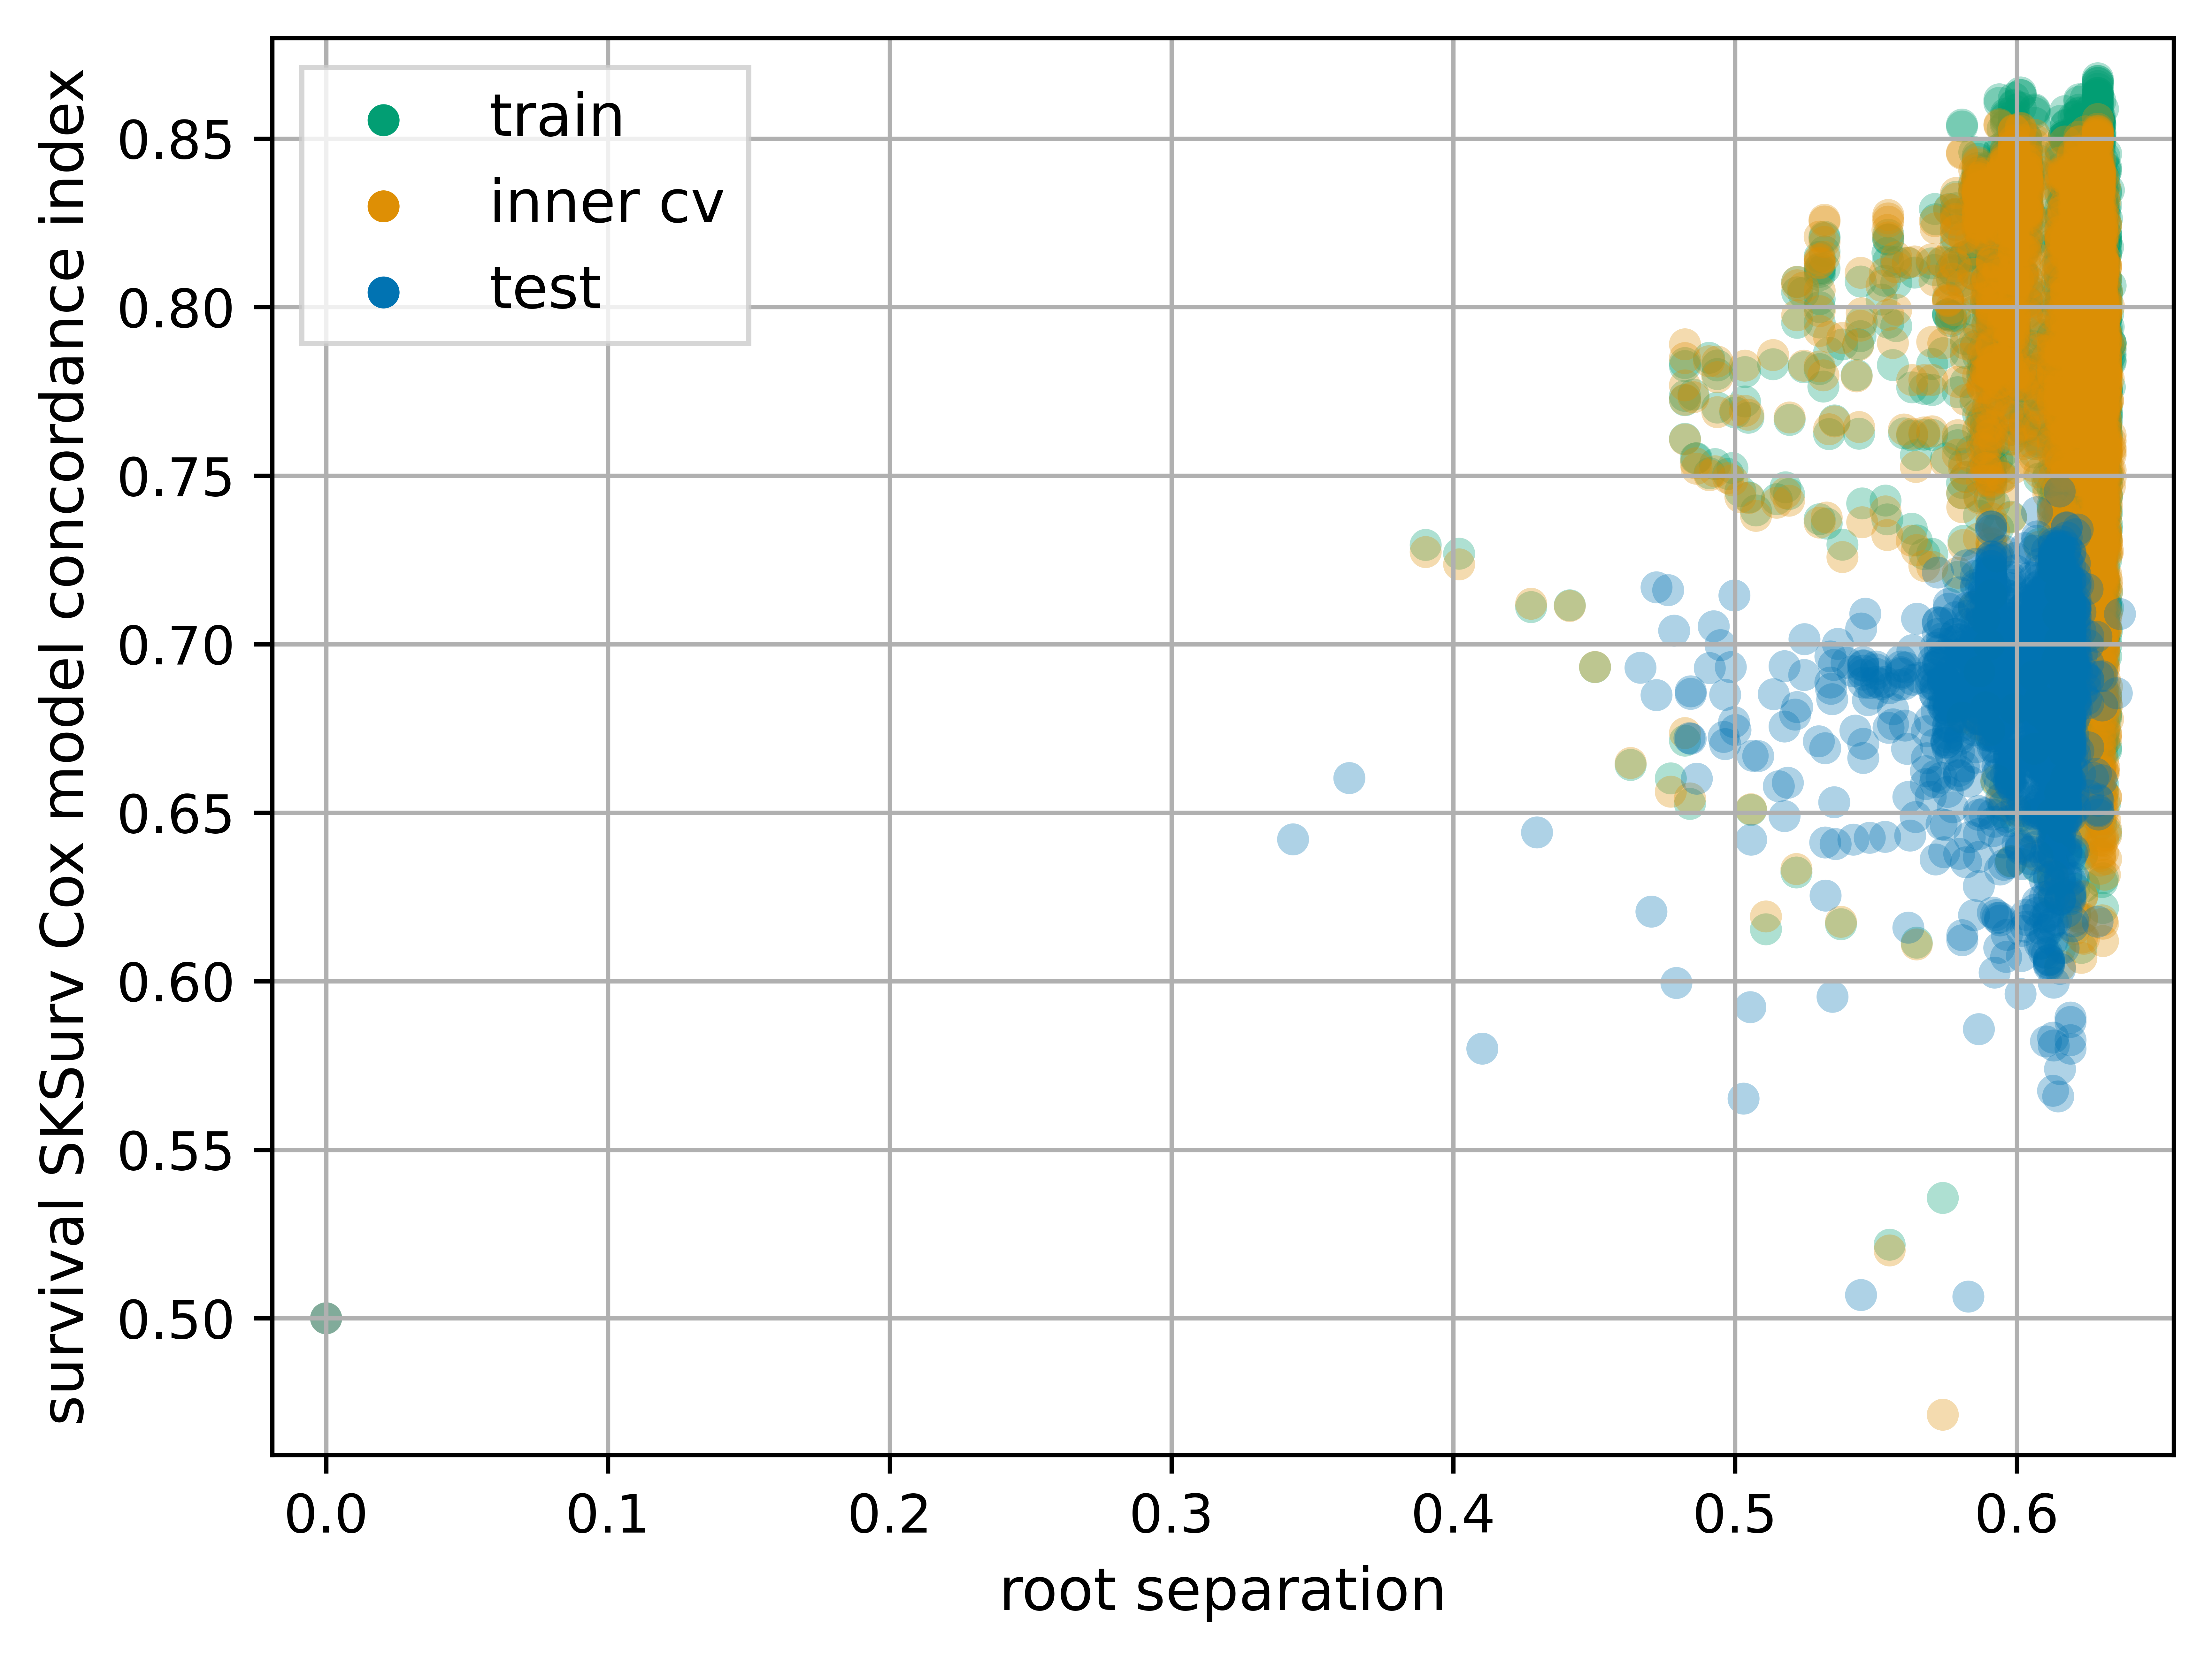 train
inner cv
test
survival SKSurv Cox model concordance index
0.85
0.80
0.75
0.70
0.65
0.60
0.55
0.50
0.0 0.1 0.2 0.3 0.4 0.5 0.6
root separation